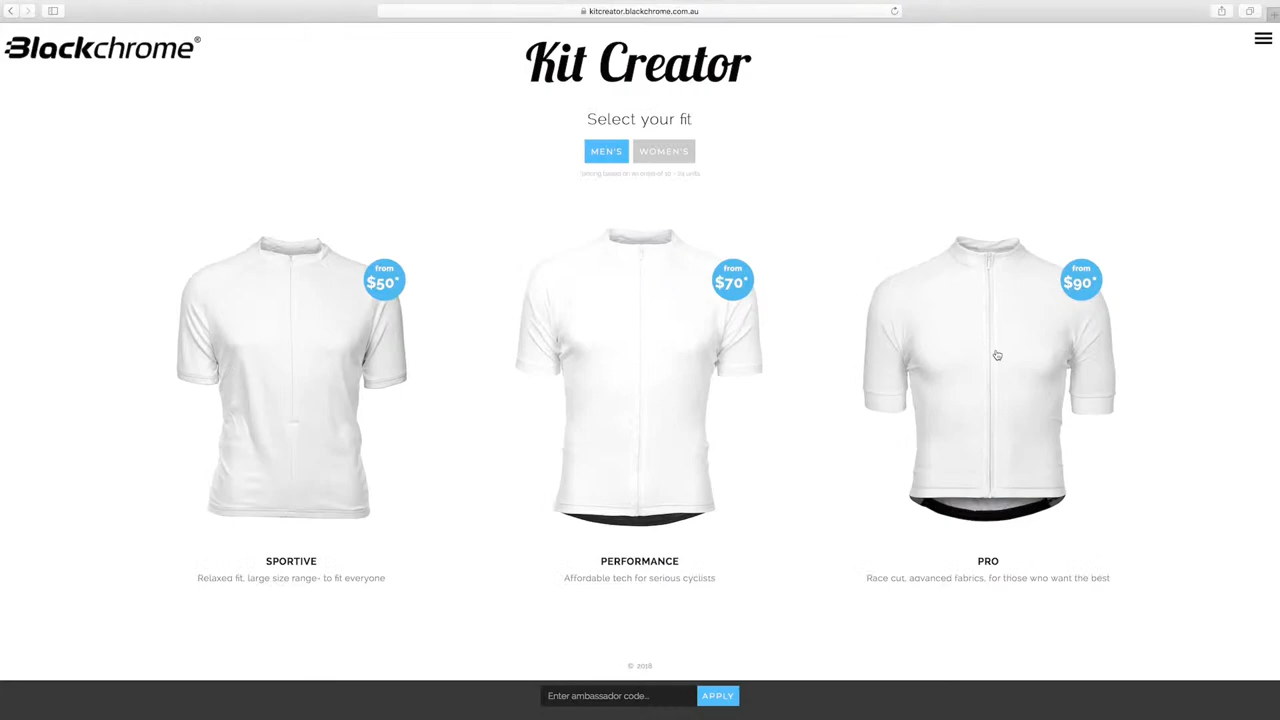 kitcreator.blackchrome.com.au
Blackchrome®
Kit Creator
Select your fit
MEN'S
WOMEN'S
from
$50*
from
$70*
from
$90*
SPORTIVE
Relaxed fit, large size range- to fit everyone
PERFORMANCE
Affordable tech for serious cyclists
PRO
Race cut, advanced fabrics, for those who want the best
© 2018
Enter ambassador code...
APPLY